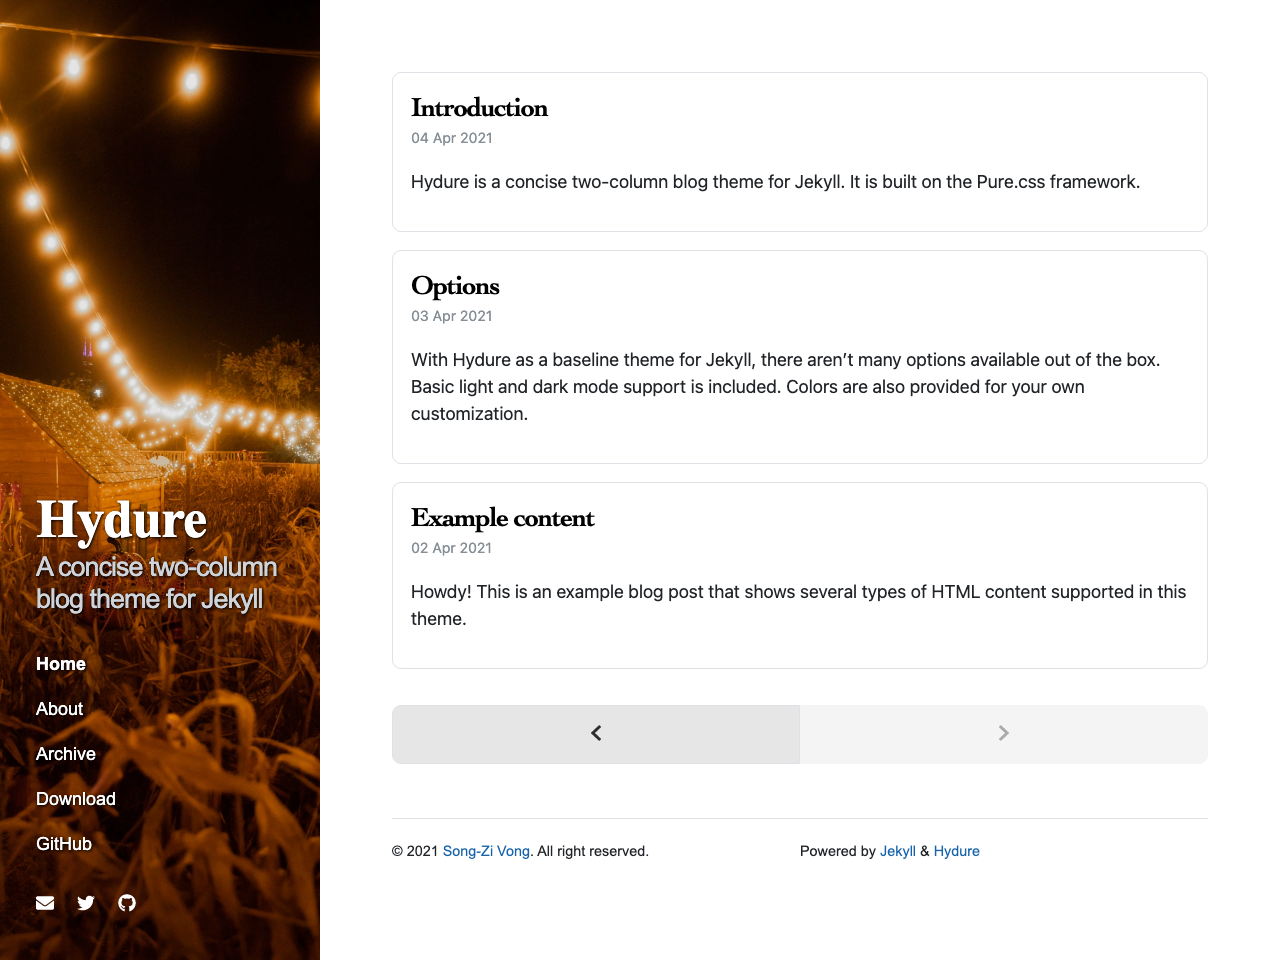 Hydure
A concise two-column
blog theme for Jekyll
Home
About
Archive
Download
GitHub
Introduction
04 Apr 2021
Hydure is a concise two-column blog theme for Jekyll. It is built on the Pure.css framework.
Options
03 Apr 2021
With Hydure as a baseline theme for Jekyll, there aren’t many options available out of the box.
Basic light and dark mode support is included. Colors are also provided for your own
customization.
Example content
02 Apr 2021
Howdy! This is an example blog post that shows several types of HTML content supported in this
theme.
© 2021 Song-Zi Vong. All right reserved.
Powered by Jekyll & Hydure